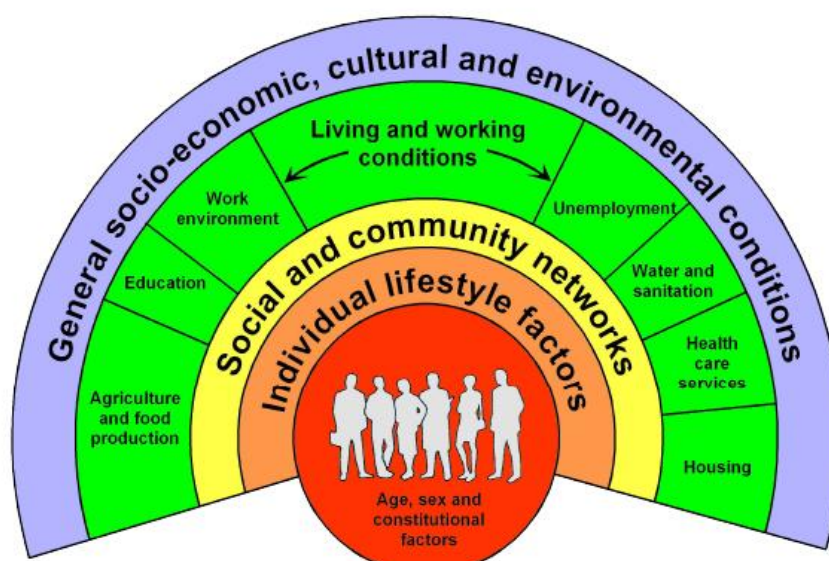 General socio-economic, cultural and environmental conditions
Living and working
conditions
Work
environment
Unemployment
Education
Water and
sanitation
Agriculture
and food
production
Health
care
services
Housing
Social and community networks
Individual lifestyle factors
Age, sex and
constitutional
factors